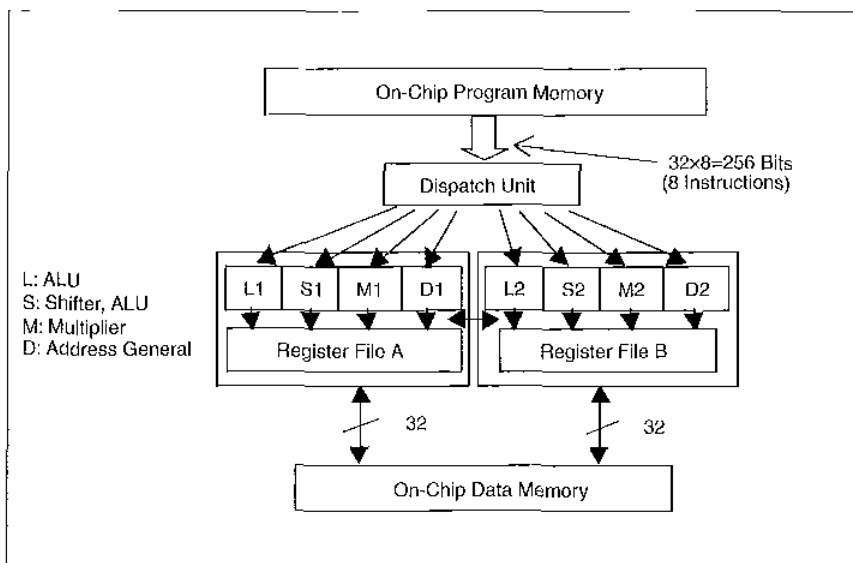 On-Chip Program Memory
32×8=256 Bits
(8 Instructions)
Dispatch Unit
L: ALU
S: Shifter, ALU
M: Multiplier
D: Address General
L1 S1 M1 D1 L2 S2 M2 D2
Register File A Register File B
32 32
On-Chip Data Memory